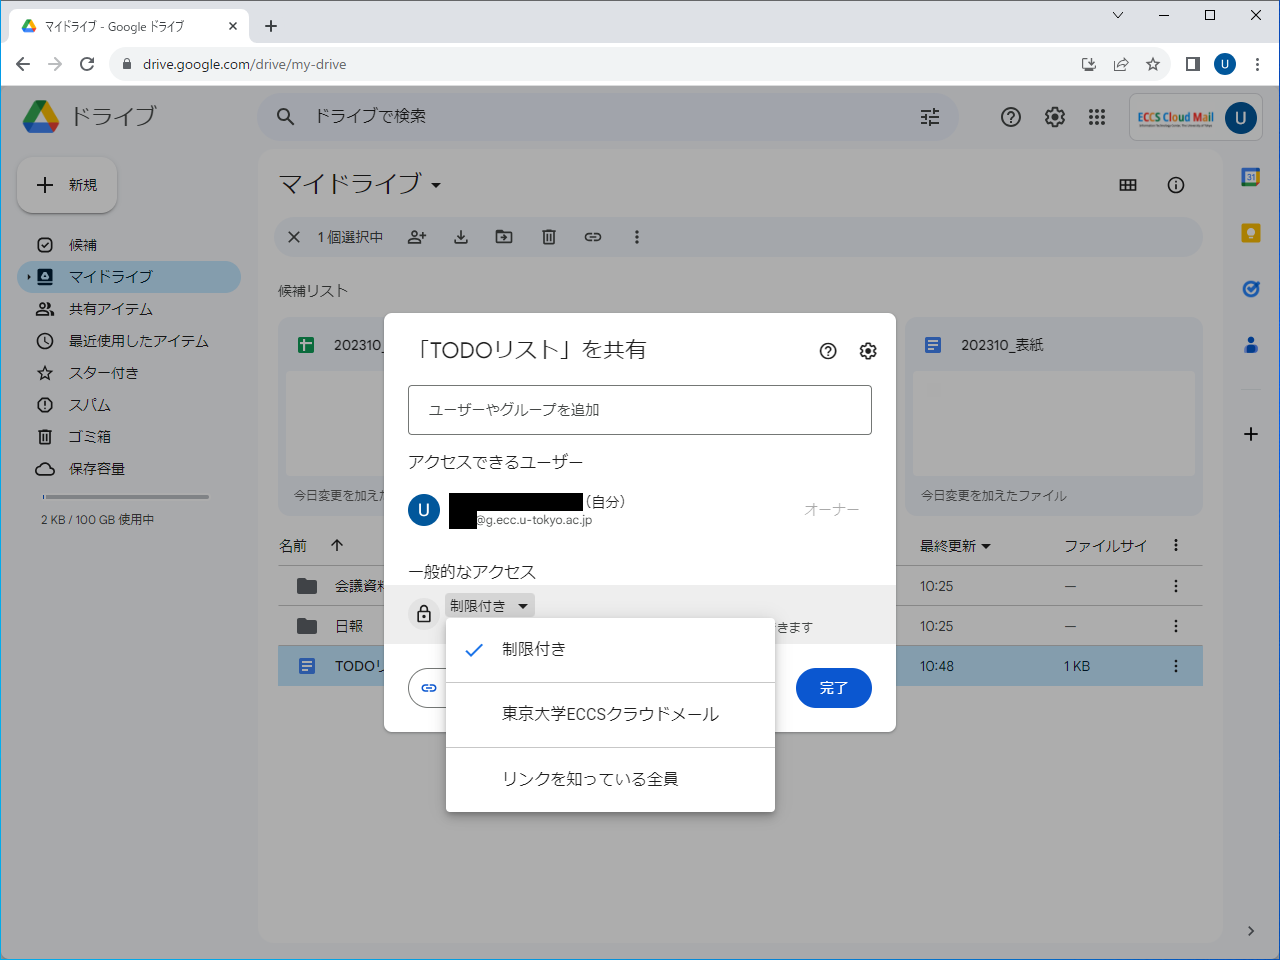 マイドライブ - Google ドライブ
drive.google.com/drive/my-drive
U
ドライブ
ドライブで検索
ECCS Cloud Mail
Information Technology Center, The University of Tokyo
U
新規
マイドライブ
31
1 個選択中
候補
マイドライブ
共有アイテム
最近使用したアイテム
スター付き
スパム
ゴミ箱
保存容量
2 KB / 100 GB 使用中
候補リスト
202310_
202310_表紙
今日変更を加えた
今日変更を加えたファイル
名前
最終更新
ファイルサイ
会議資料
10:25
—
日報
10:25
—
TODOリ
10:48
1 KB
「TODOリスト」を共有
ユーザーやグループを追加
アクセスできるユーザー
U
(自分)
@g.ecc.u-tokyo.ac.jp
オーナー
一般的なアクセス
制限付き
きます
制限付き
東京大学ECCSクラウドメール
リンクを知っている全員
完了